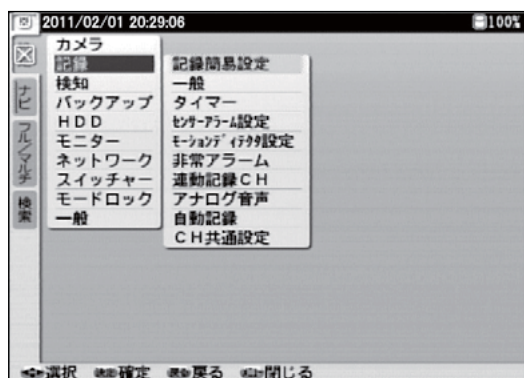 2011/02/01 20:29:06
100%
ナビ
フル/マルチ
検索
カメラ
記録
検知
バックアップ
HDD
モニター
ネットワーク
スイッチャー
モードロック
一般
記録簡易設定
一般
タイマー
センサーアラーム設定
モーションディテクタ設定
非常アラーム
連動記録CH
アナログ音声
自動記録
CH共通設定
選択 確定 戻る 閉じる